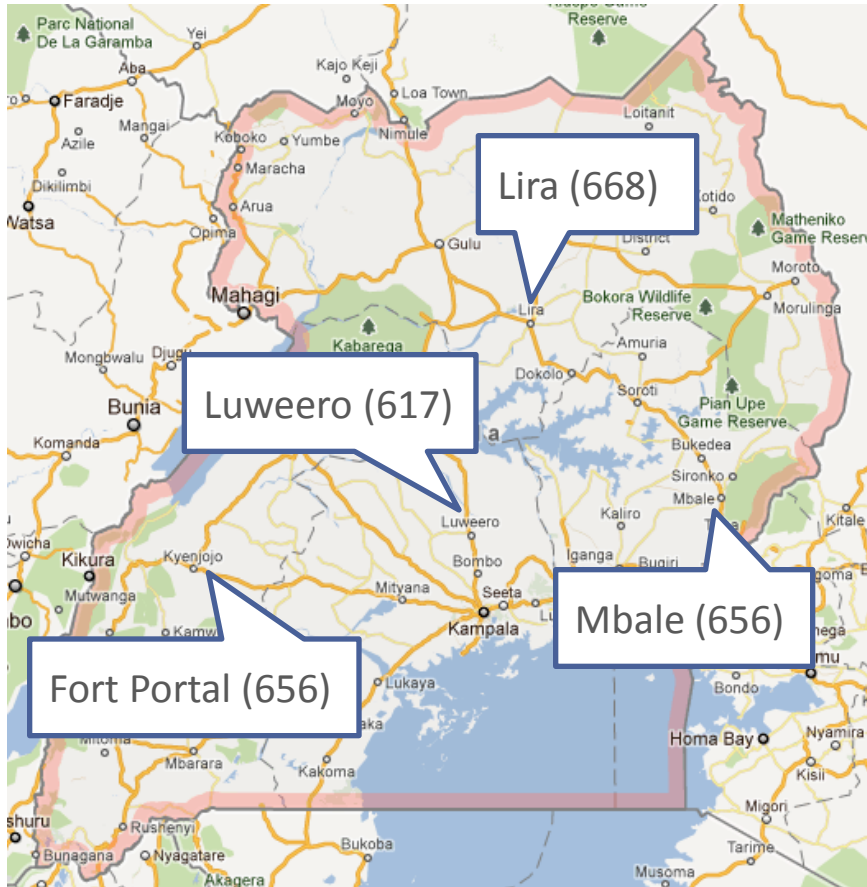 Parc National
De La Garamba
Yei
Game
Reserve
Kajo Keji
Aba
Faradje
Loa Town
Moyo
Loitanit
Mangai
Azile
Koboko
Yumbe
Nimule
Maracha
Dikilimbi
Lira (668)
Watsa
Arua
Opima
Gulu
District
Matheniko
Game Reserv
Moroto
Mahagi
Bokora Wildlife
Reserve
Morulinga
Lira
Kabarega
Amuria
Mongbwalu
Djugu
Dokolo
Soroti
Bunia
Luweero (617)
a
Pian Upe
Game Reserve
Komanda
Bukedea
Sironko
Mbale
Luweero
Kaliro
Kitale
Kyenjojo
Bombo
Iganga
Bugiri
Kikura
Mutwanga
Mityana
Seeta
Kampala
Mbale (656)
Kamw
Fort Portal (656)
Lukaya
Bondo
Homa Bay
Nyamira
Mbarara
Kakoma
Kisii
Migori
Rushenyi
Bunagana
Nyagatare
Bukoba
Tarime
Akagera
Musoma